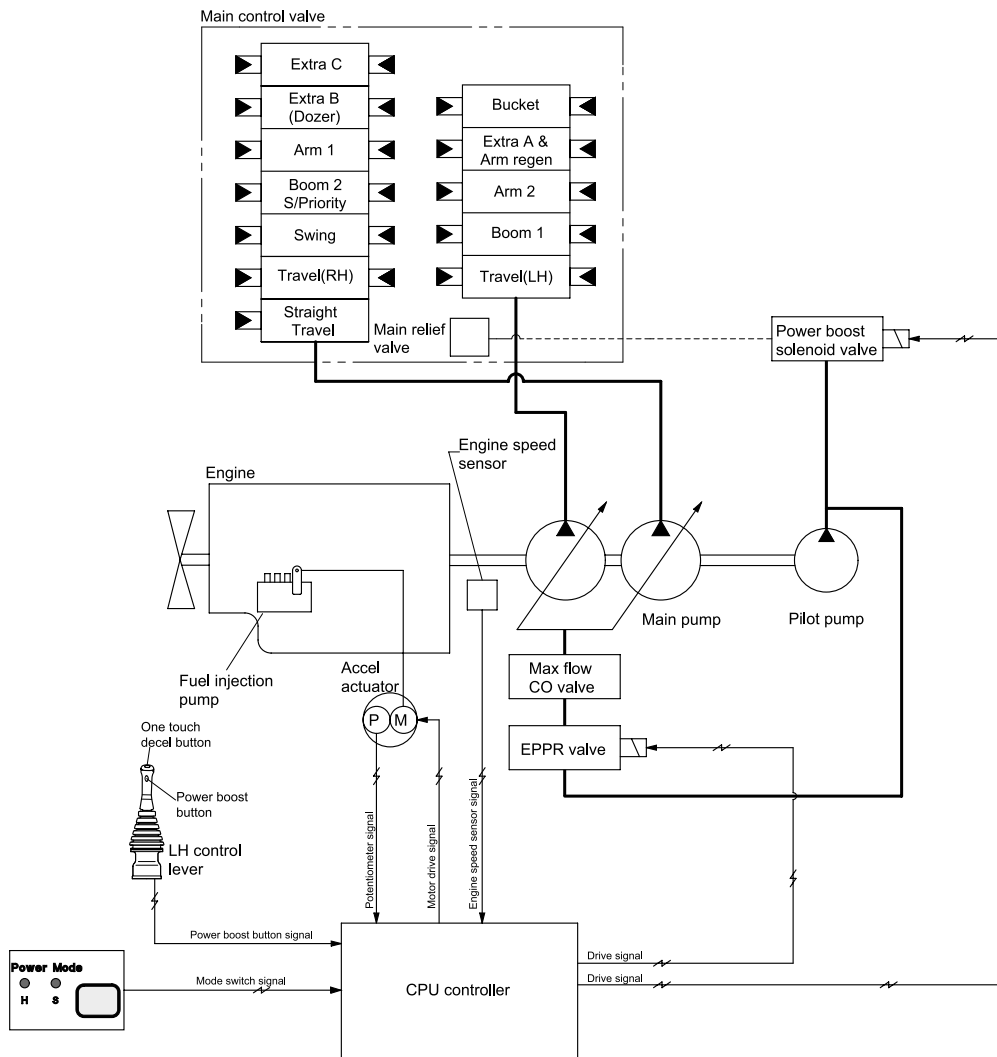 Main control valve
Extra C
Extra B
(Dozer)
Arm 1
Boom 2
S/Priority
Swing
Travel(RH)
Straight
Travel
Bucket
Extra A &
Arm regen
Arm 2
Boom 1
Travel(LH)
Main relief
valve
Power boost
solenoid valve
Engine speed
sensor
Engine
Fuel injection
pump
Accel
actuator
P
M
Main pump
Pilot pump
Max flow
CO valve
EPPR valve
One touch
decel button
Power boost
button
LH control
lever
Potentiometer signal
Motor drive signal
Engine speed sensor signal
Power boost button signal
Power Mode
H
S
Mode switch signal
CPU controller
Drive signal
Drive signal